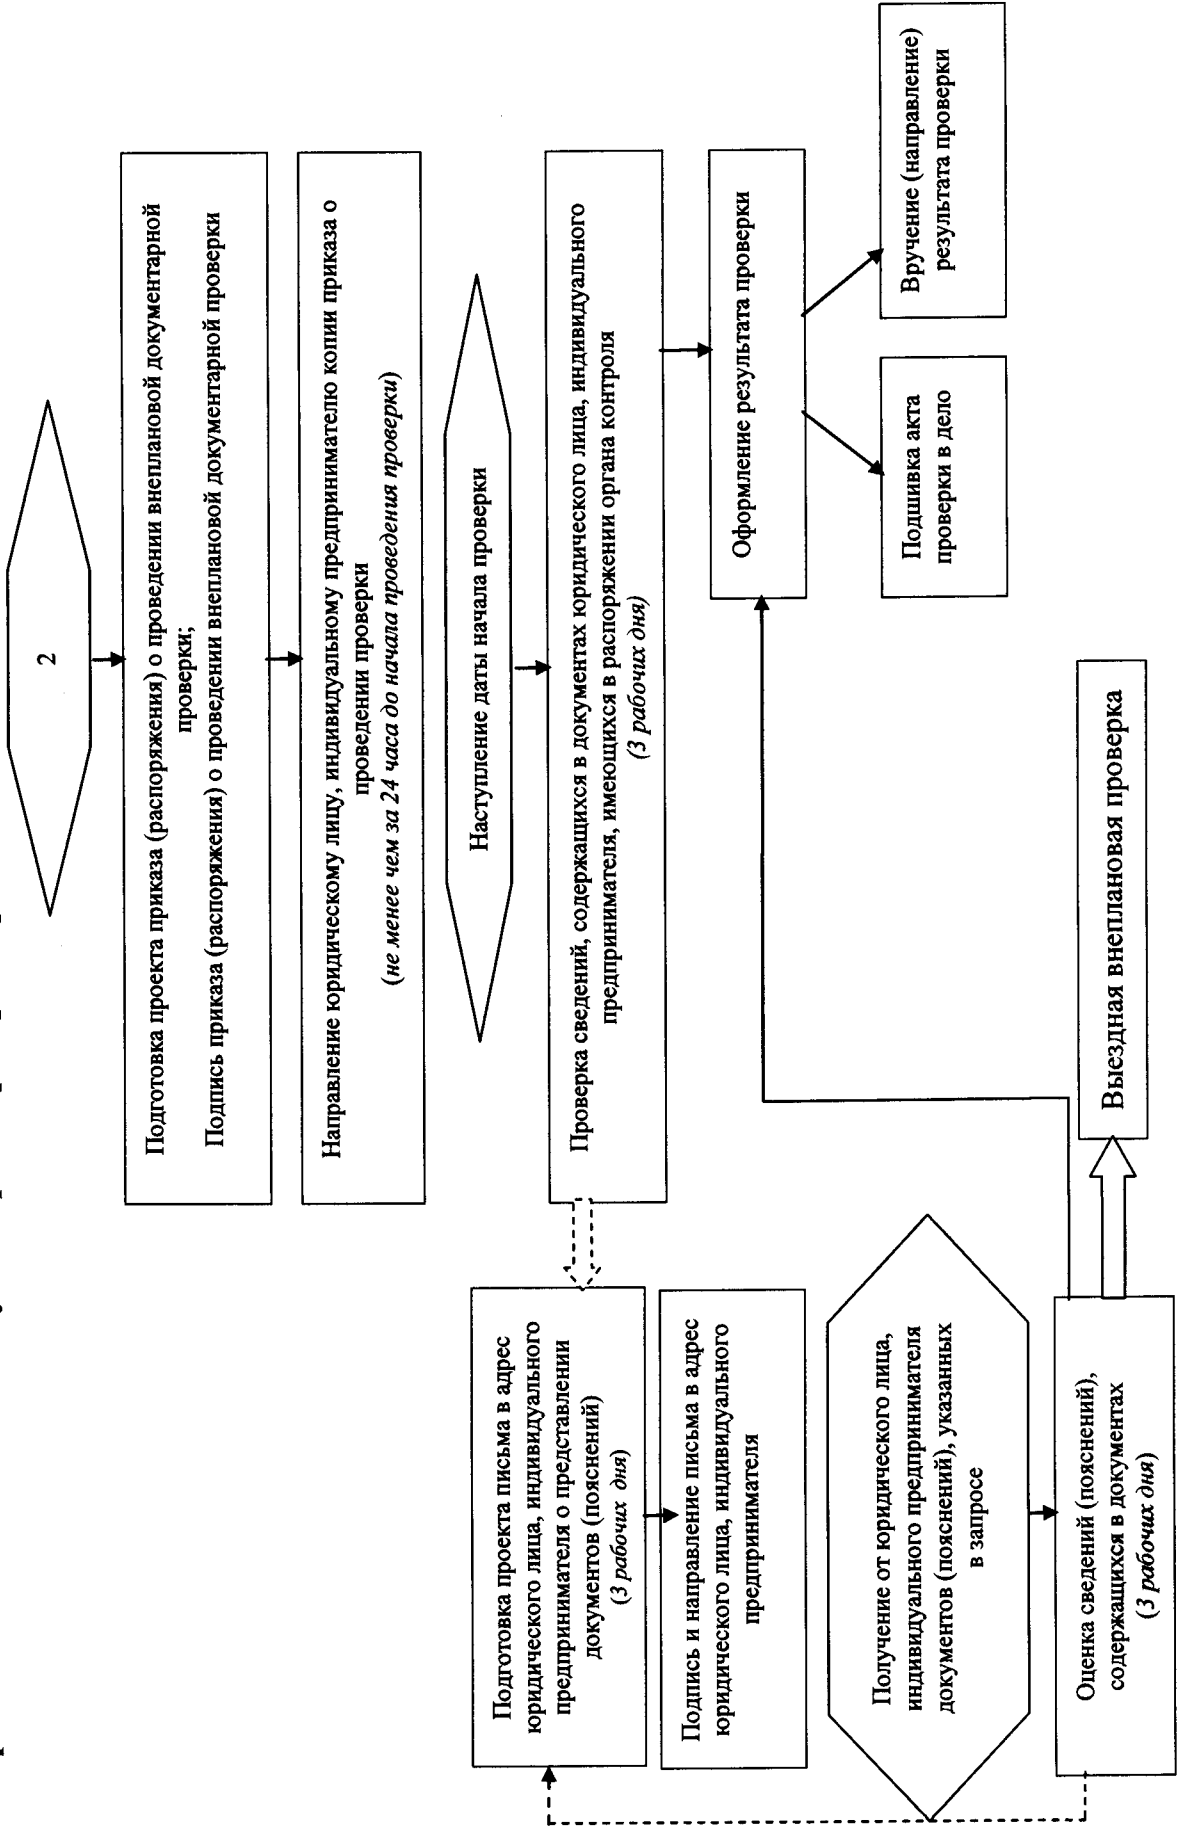 2
Подготовка проекта приказа (распоряжения) о проведении внеплановой документарной
проверки;
Подпись приказа (распоряжения) о проведении внеплановой документарной проверки
Направление юридическому лицу, индивидуальному предпринимателю копии приказа о
проведении проверки
(не менее чем за 24 часа до начала проведения проверки)
Наступление даты начала проверки
Проверка сведений, содержащихся в документах юридического лица, индивидуального
предпринимателя, имеющихся в распоряжении органа контроля
(3 рабочих дня)
Подготовка проекта письма в адрес
юридического лица, индивидуального
предпринимателя о представлении
документов (пояснений)
(3 рабочих дня)
Подпись и направление письма в адрес
юридического лица, индивидуального
предпринимателя
Получение от юридического лица,
индивидуального предпринимателя
документов (пояснений), указанных
в запросе
Оценка сведений (пояснений),
содержащихся в документах
(3 рабочих дня)
Выездная внеплановая проверка
Оформление результата проверки
Подшивка акта
проверки в дело
Вручение (направление)
результата проверки